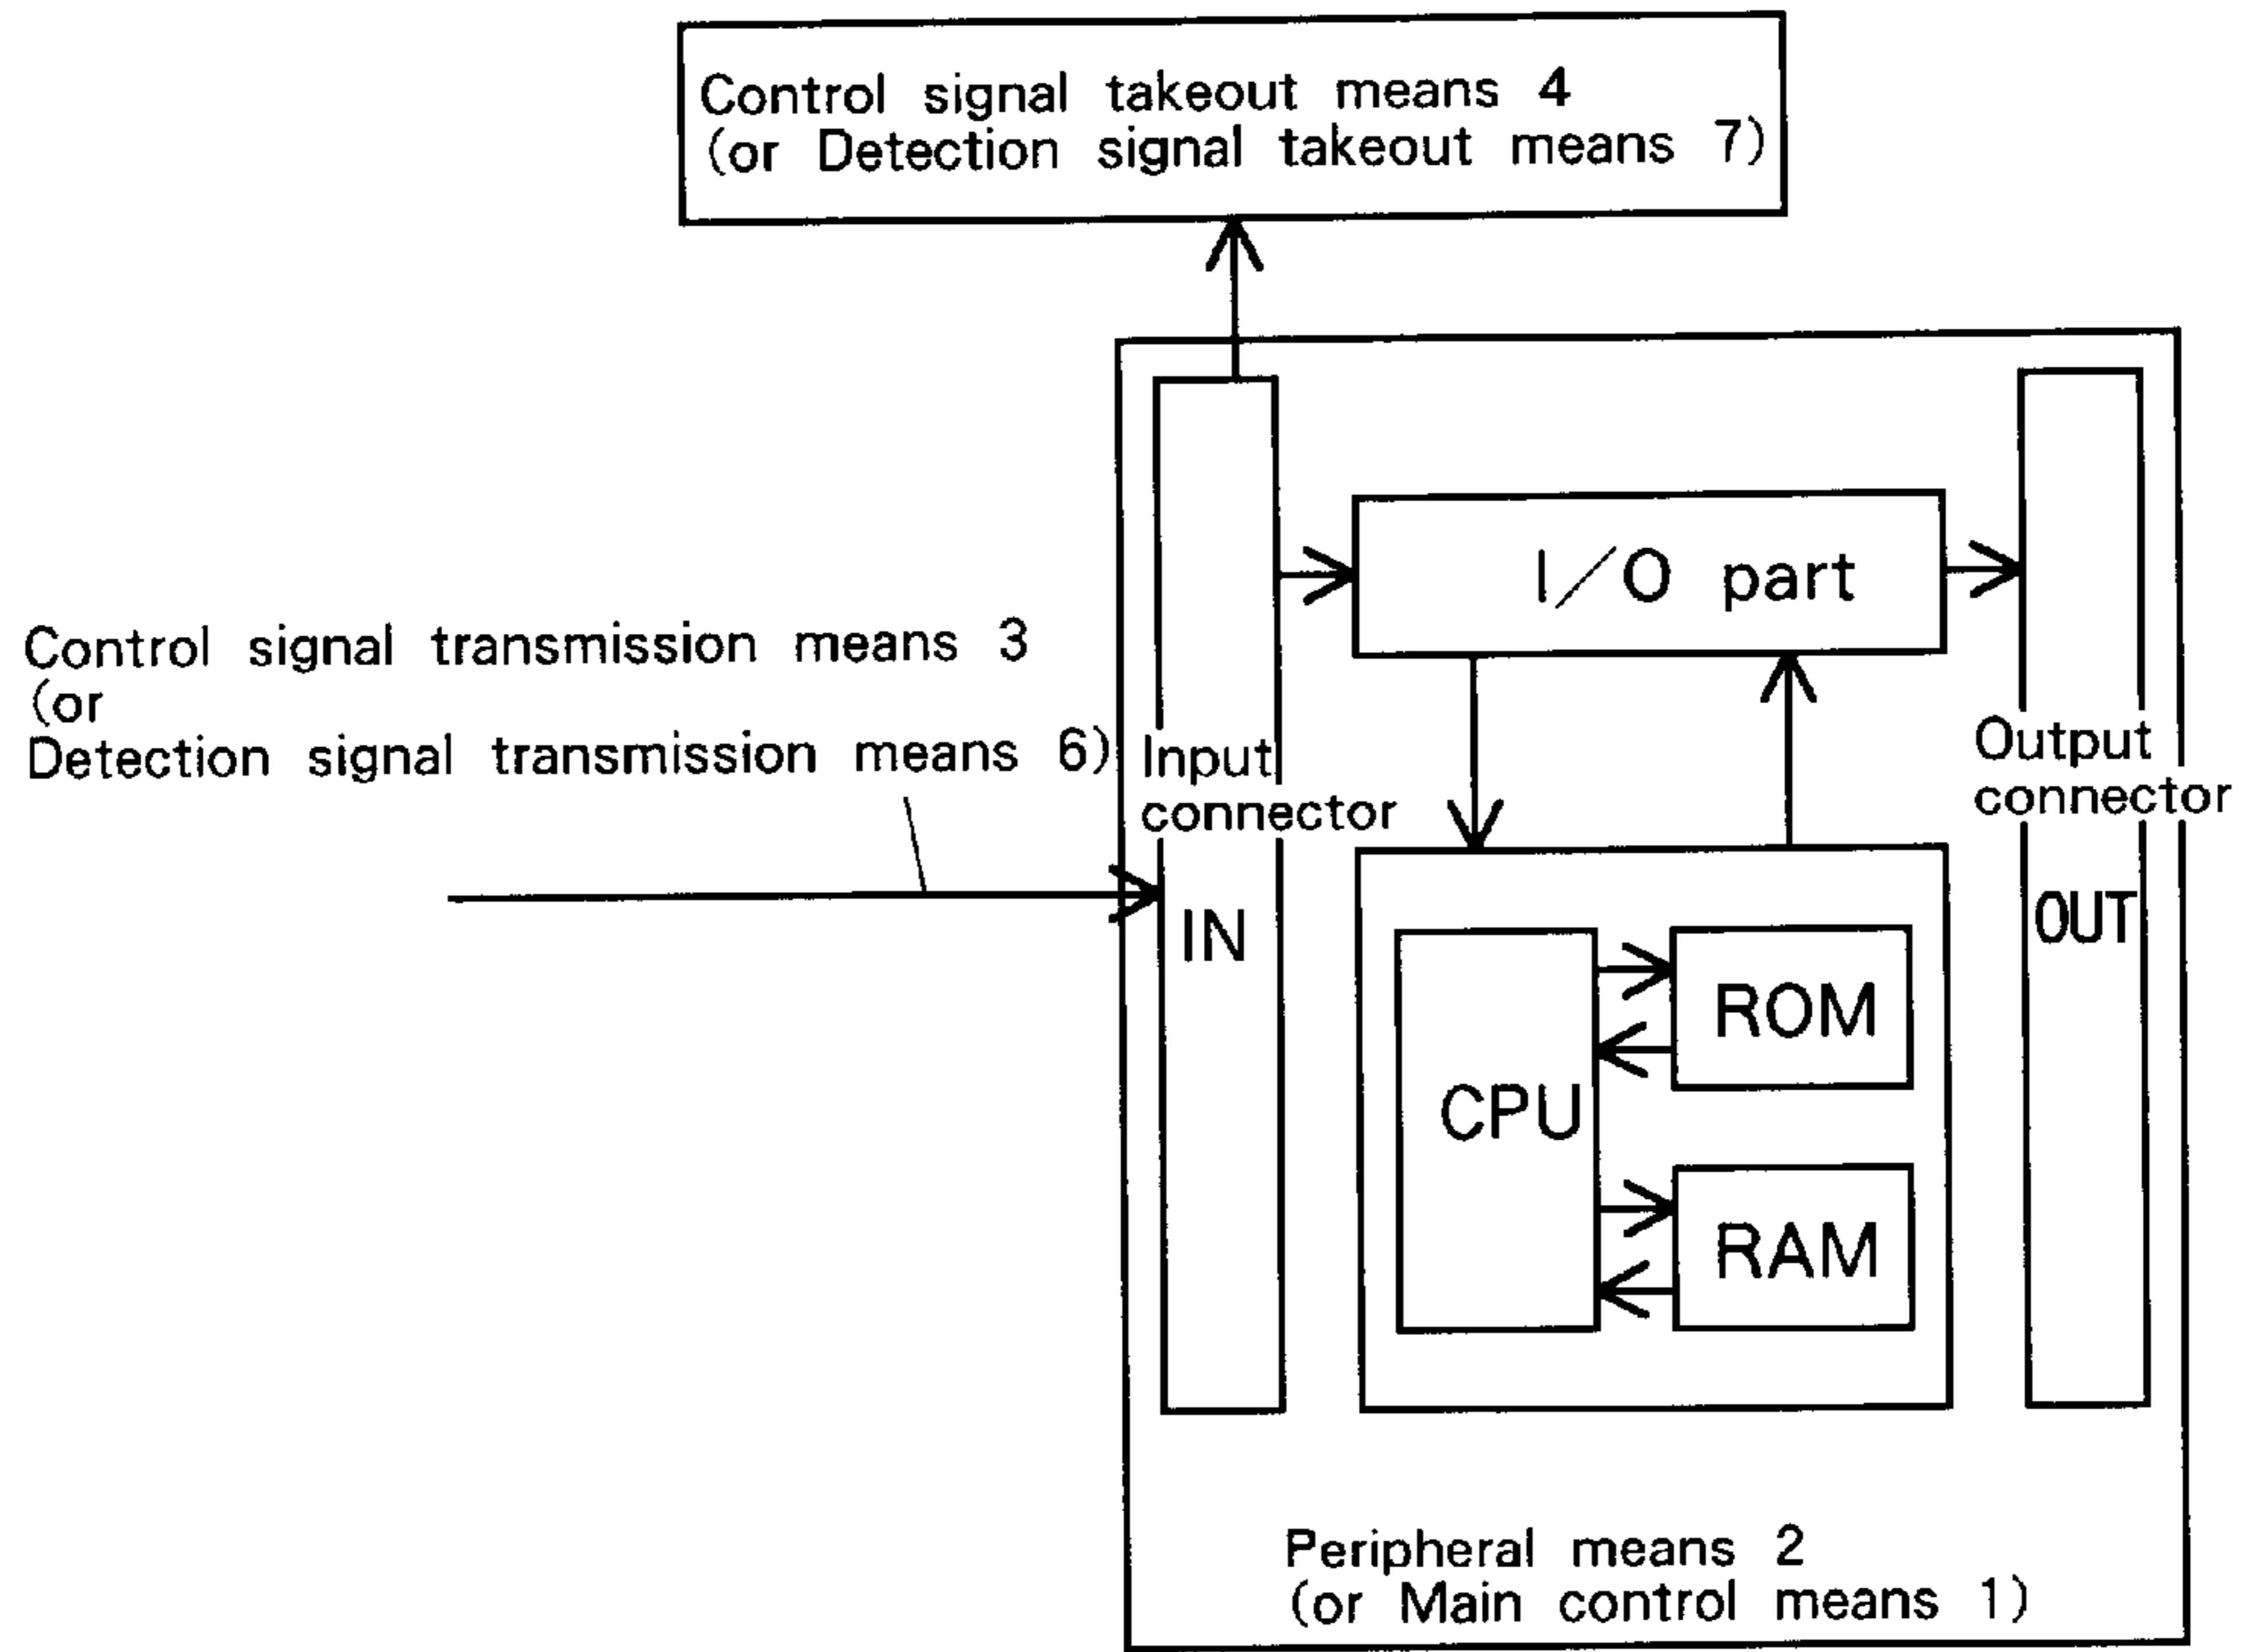 Control signal takeout means 4
(or Detection signal takeout means 7)
I/O part
Control signal transmission means 3
(or
Detection signal transmission means 6)
Input
connector
Output
connector
IN
OUT
ROM
CPU
RAM
Peripheral means 2
(or Main control means 1)